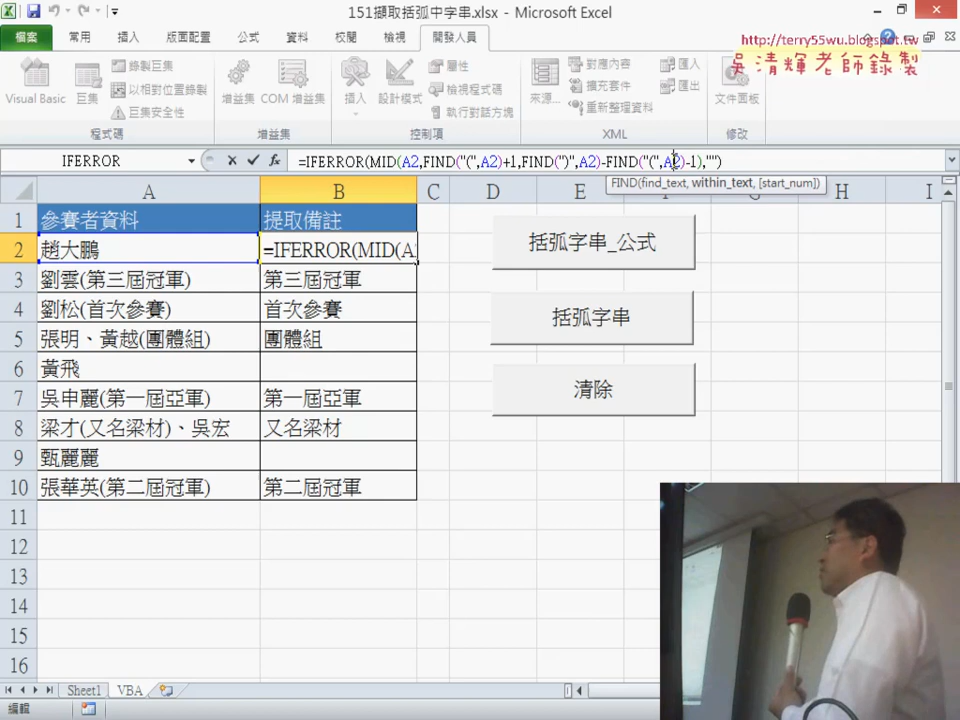 151擷取括弧中字串.xlsx - Microsoft Excel
檔案 常用 插入 版面配置 公式 資料 校閱 檢視 開發人員
http://terry55wu.blogspot.tw
吳清輝老師錄製
Visual Basic 巨集 錄製巨集 以相對位置錄製 巨集安全性 增益集 COM 增益集 插入 設計模式 屬性 檢視程式碼 執行對話方塊 來源... 對應內容 擴充套件 重新整理資料 匯入 匯出 文件面板
程式碼 增益集 控制項 XML 修改
IFERROR =IFERROR(MID(A2,FIND("(",A2)+1,FIND(")",A2)-FIND("(",A2)-1),"")
FIND(find_text, within_text, [start_num])
A B C D E H I
1 參賽者資料 提取備註
2 趙大鵬 =IFERROR(MID(A
括弧字串_公式
3 劉雲(第三屆冠軍) 第三屆冠軍
4 劉松(首次參賽) 首次參賽
括弧字串
5 張明、黃越(團體組) 團體組
6 黃飛
清除
7 吳申麗(第一屆亞軍) 第一屆亞軍
8 梁才(又名梁材)、吳宏 又名梁材
9 甄麗麗
10 張華英(第二屆冠軍) 第二屆冠軍
11
12
13
14
15
16
Sheet1 VBA
編輯